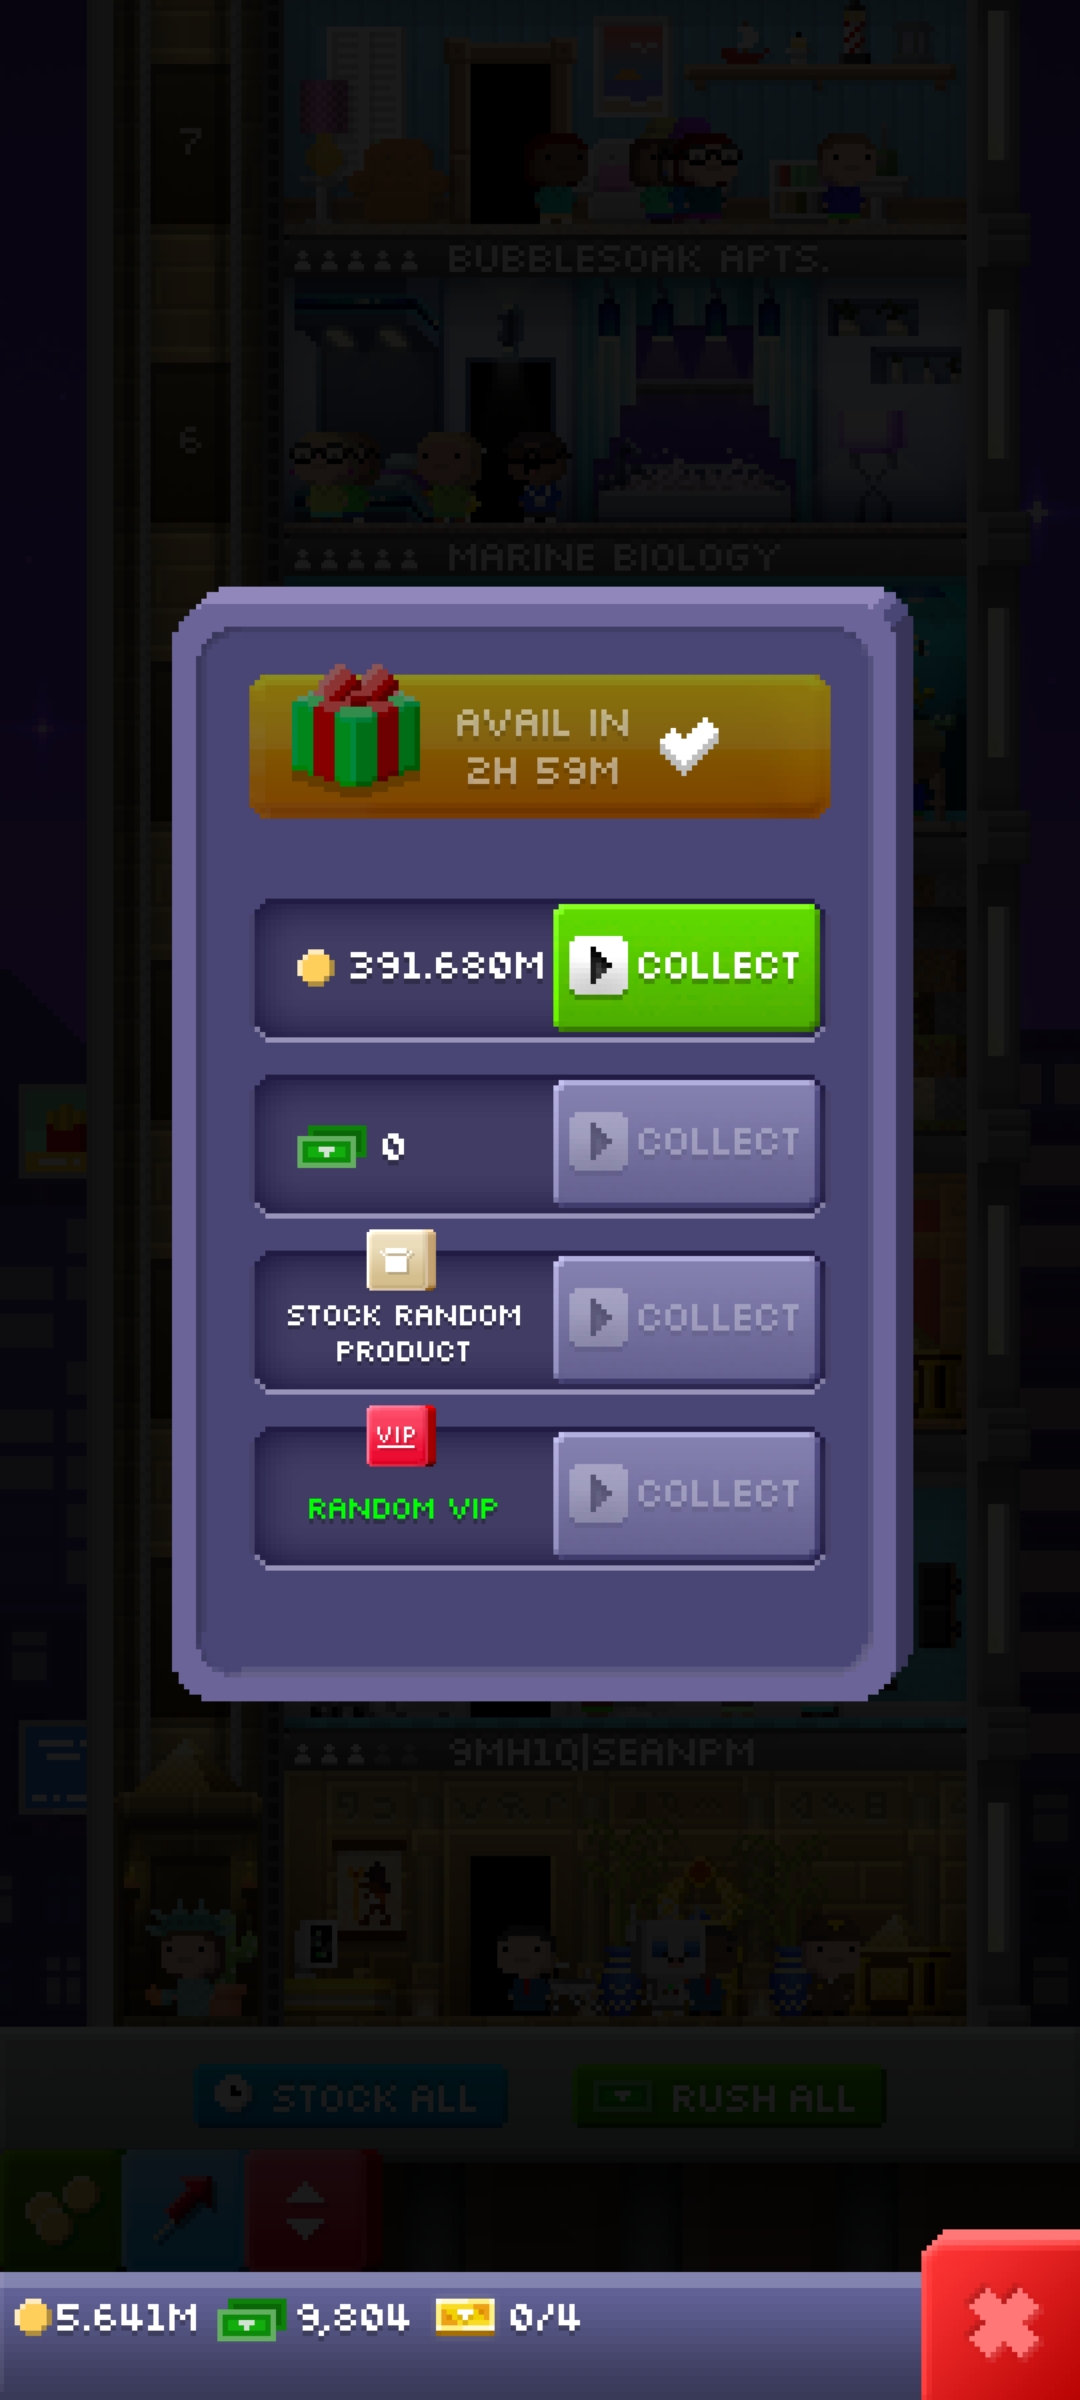 7
BUBBLESOAK APTS.
6
MARINE BIOLOGY
AVAIL IN
2H 59M
391.680M COLLECT
0 COLLECT
STOCK RANDOM
PRODUCT
COLLECT
VIP
RANDOM VIP
COLLECT
9MH1Q|SEANPM
STOCK ALL RUSH ALL
5.641M 9,804 0/4